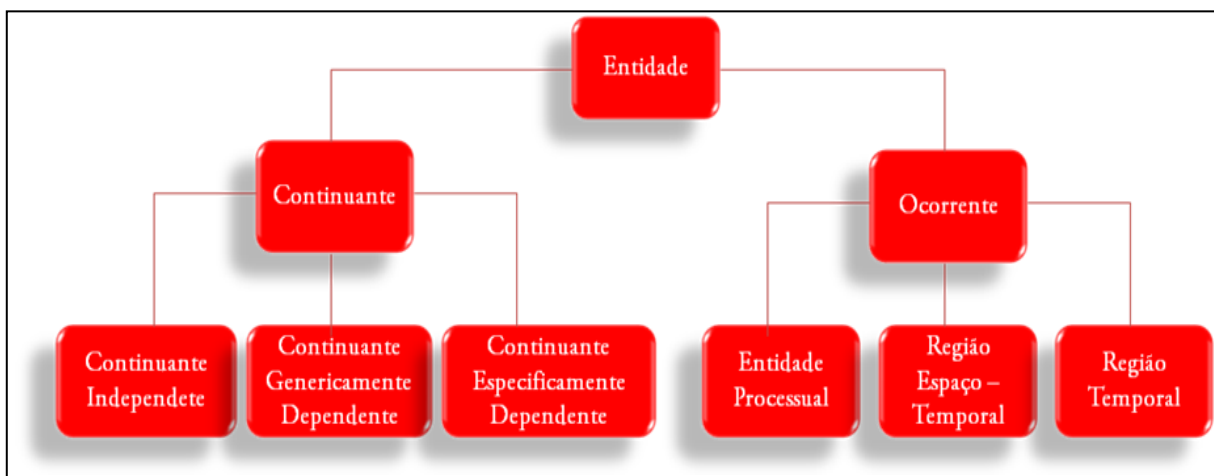 Entidade
Continuante
Ocorrente
Continuante
Independete
Continuante
Genericamente
Dependente
Continuante
Especificamente
Dependente
Entidade
Processual
Região
Espaço –
Temporal
Região
Temporal